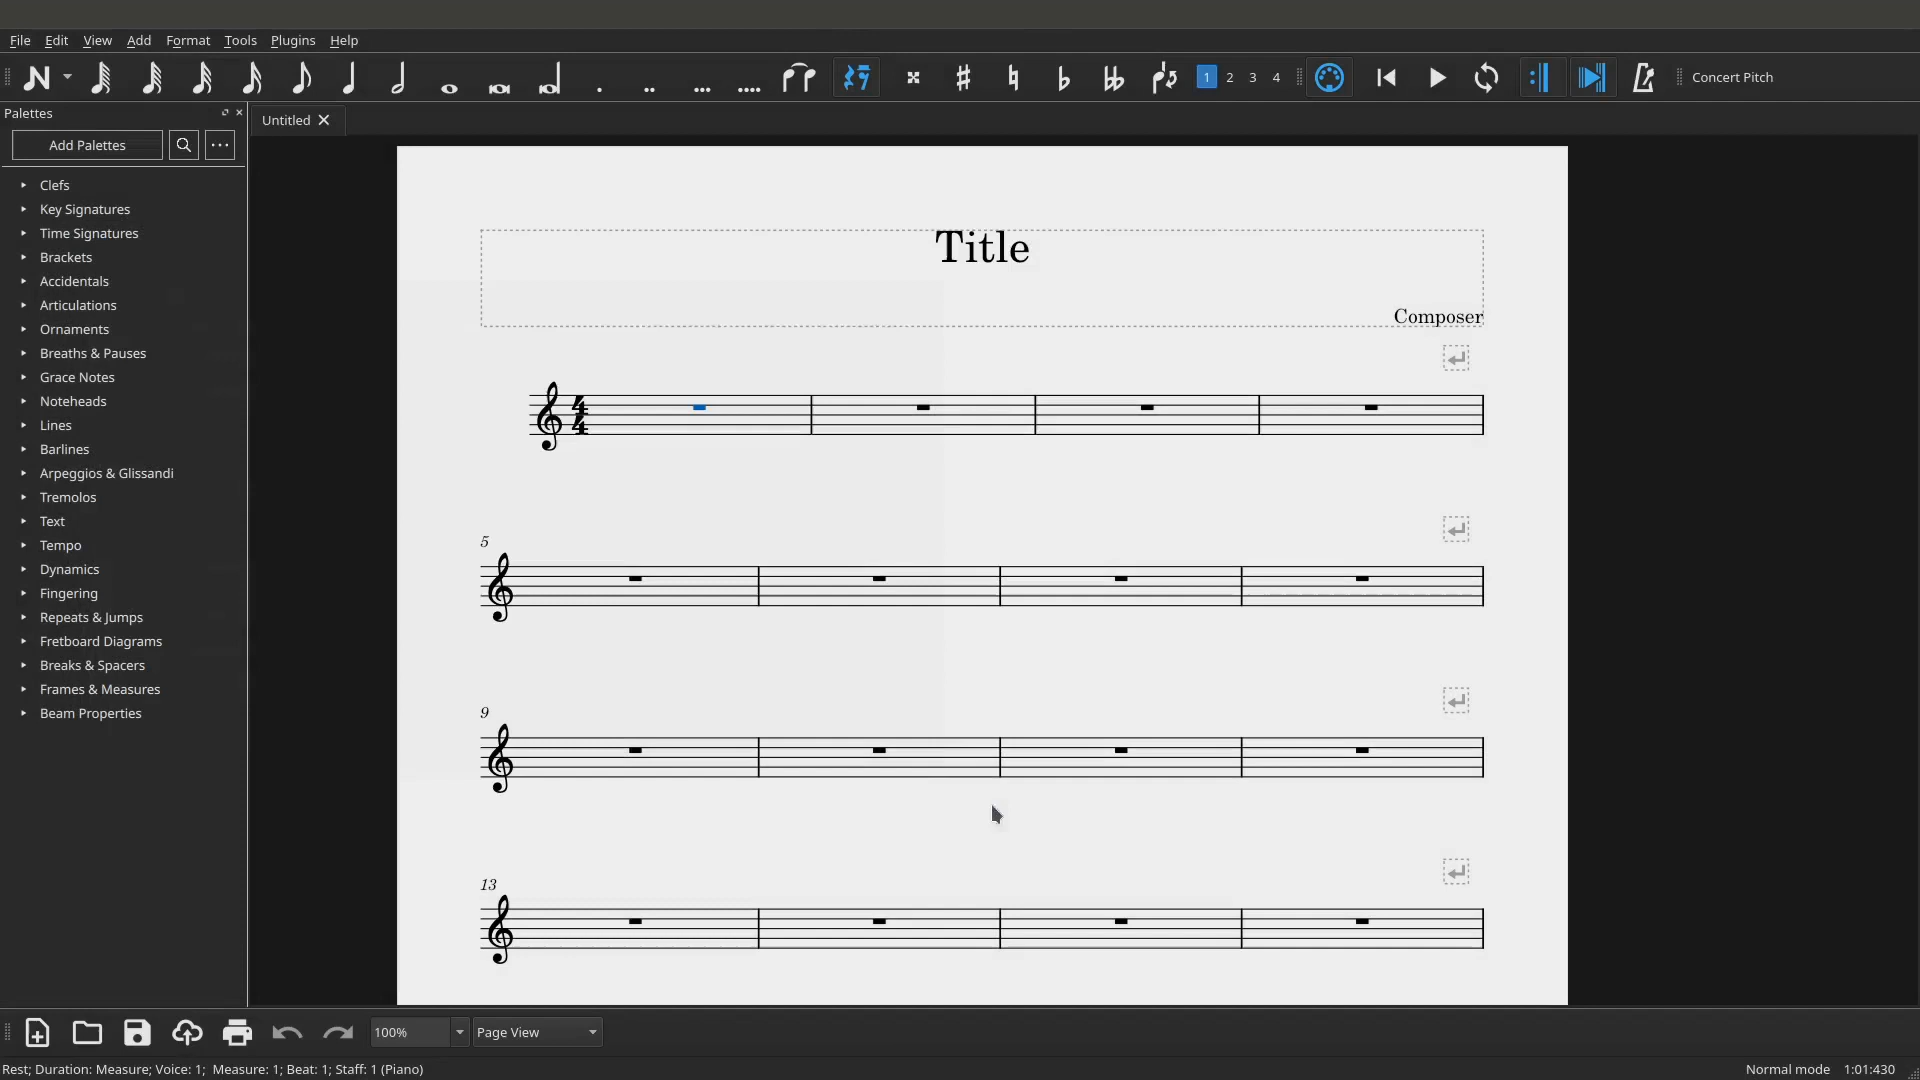 File Edit View Add Format Tools Plugins Help
1 2 3 4 Concert Pitch
Palettes
Untitled
Add Palettes
Clefs
Key Signatures
Time Signatures
Brackets
Accidentals
Articulations
Ornaments
Breaths & Pauses
Grace Notes
Noteheads
Lines
Barlines
Arpeggios & Glissandi
Tremolos
Text
Tempo
Dynamics
Fingering
Repeats & Jumps
Fretboard Diagrams
Breaks & Spacers
Frames & Measures
Beam Properties
Title
Composer
4
4
5
9
13
100% Page View
Rest; Duration: Measure; Voice: 1; Measure: 1; Beat: 1; Staff: 1 (Piano)
Normal mode 1:01:430